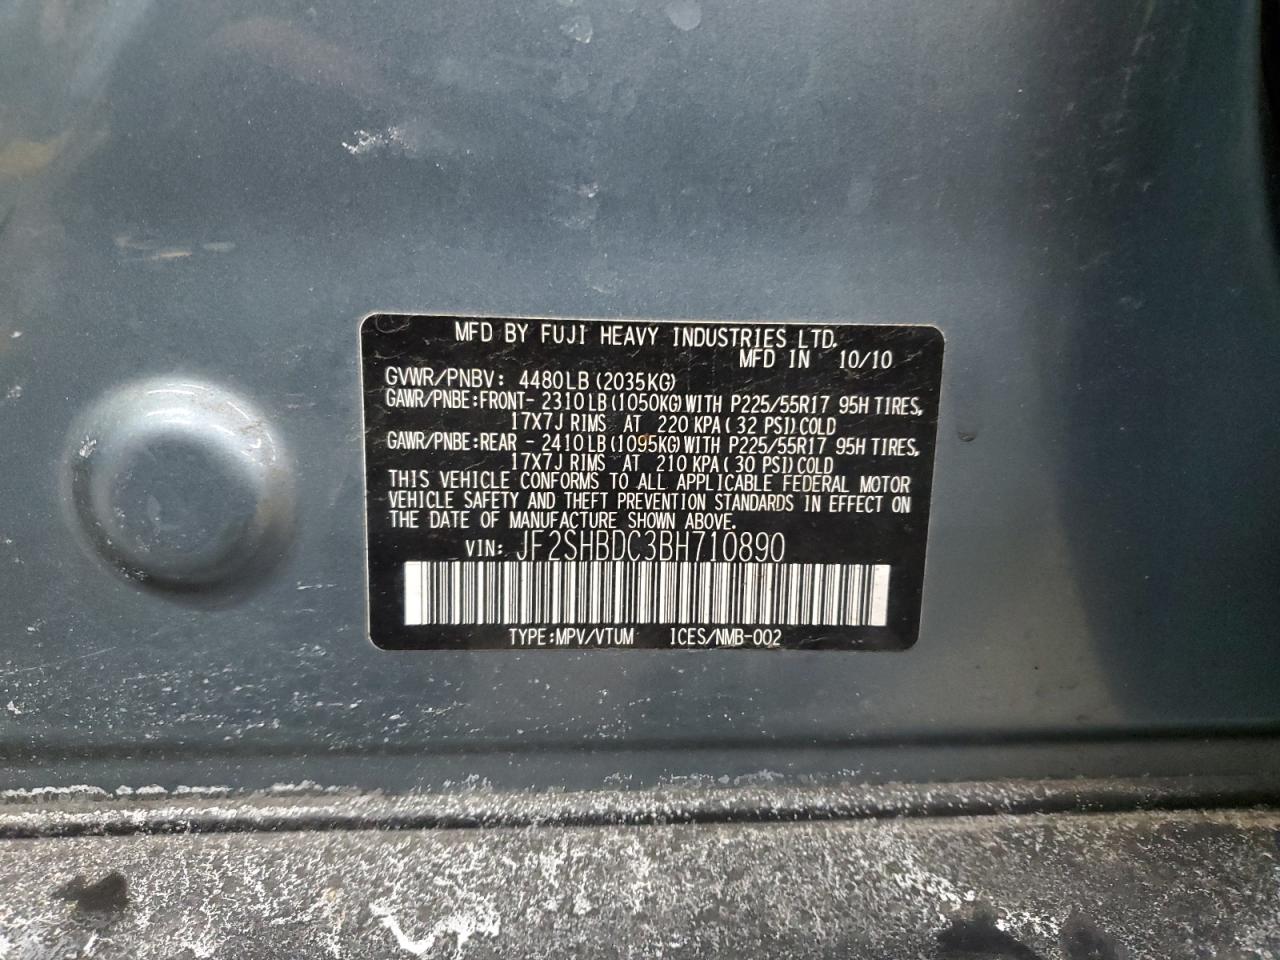 MFD BY FUJI HEAVY INDUSTRIES LTD.
MFD IN 10/10
GVWR/PNBV: 4480LB (2035KG)
GAWR/PNBE:FRONT- 2310LB (1050KG) WITH P225/55R17 95H TIRES,
17X7J RIMS AT 220 KPA ( 32 PSI) COLD
GAWR/PNBE:REAR - 2410LB (1095KG) WITH P225/55R17 95H TIRES,
17X7J RIMS AT 210 KPA ( 30 PSI) COLD
THIS VEHICLE CONFORMS TO ALL APPLICABLE FEDERAL MOTOR
VEHICLE SAFETY AND THEFT PREVENTION STANDARDS IN EFFECT ON
THE DATE OF MANUFACTURE SHOWN ABOVE.
VIN: JF2SHBDC3BH710890
TYPE:MPV/VTUM ICES/NMB-002